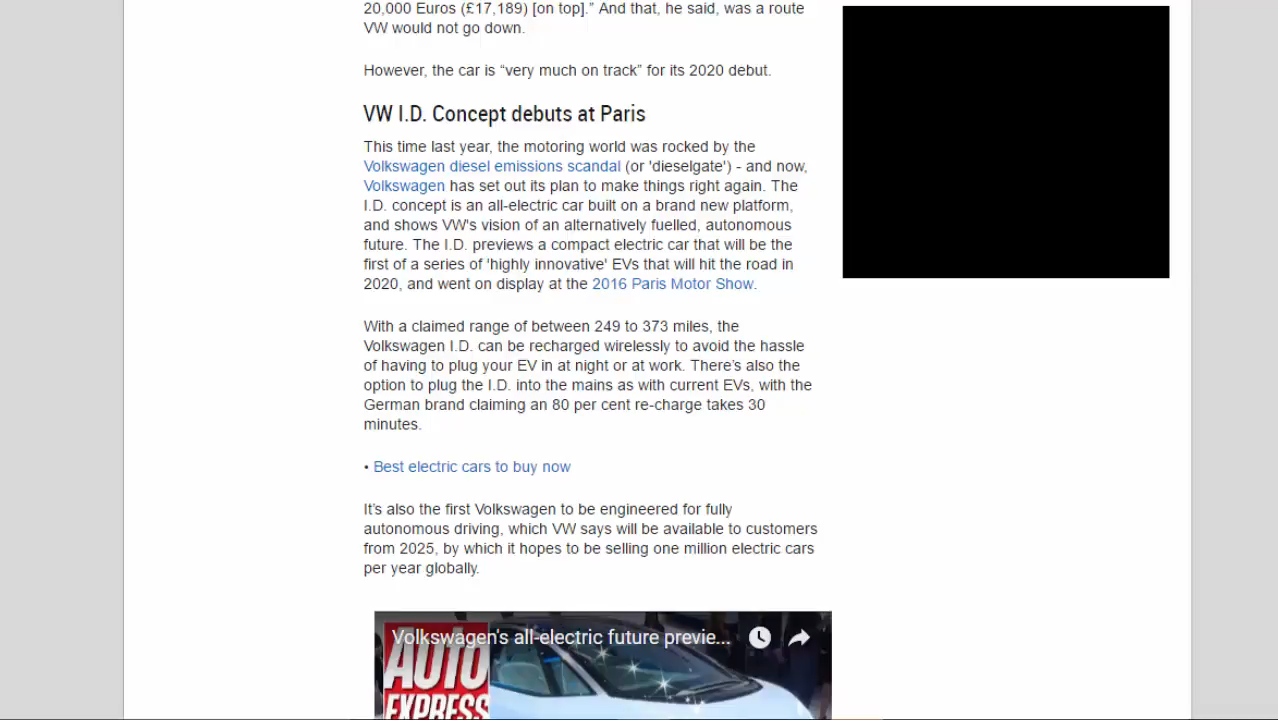 20,000 Euros (£17,189) [on top].” And that, he said, was a route
VW would not go down.
However, the car is “very much on track” for its 2020 debut.
VW I.D. Concept debuts at Paris
This time last year, the motoring world was rocked by the
Volkswagen diesel emissions scandal (or 'dieselgate') - and now,
Volkswagen has set out its plan to make things right again. The
I.D. concept is an all-electric car built on a brand new platform,
and shows VW's vision of an alternatively fuelled, autonomous
future. The I.D. previews a compact electric car that will be the
first of a series of 'highly innovative' EVs that will hit the road in
2020, and went on display at the 2016 Paris Motor Show.
With a claimed range of between 249 to 373 miles, the
Volkswagen I.D. can be recharged wirelessly to avoid the hassle
of having to plug your EV in at night or at work. There’s also the
option to plug the I.D. into the mains as with current EVs, with the
German brand claiming an 80 per cent re-charge takes 30
minutes.
• Best electric cars to buy now
It’s also the first Volkswagen to be engineered for fully
autonomous driving, which VW says will be available to customers
from 2025, by which it hopes to be selling one million electric cars
per year globally.
Volkswagen's all-electric future previe...
AUTO
EXPRESS